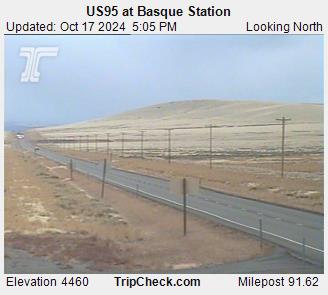 US95 at Basque Station
Updated: Oct 17 2024 5:05 PM Looking North
Elevation 4460 TripCheck.com Milepost 91.62